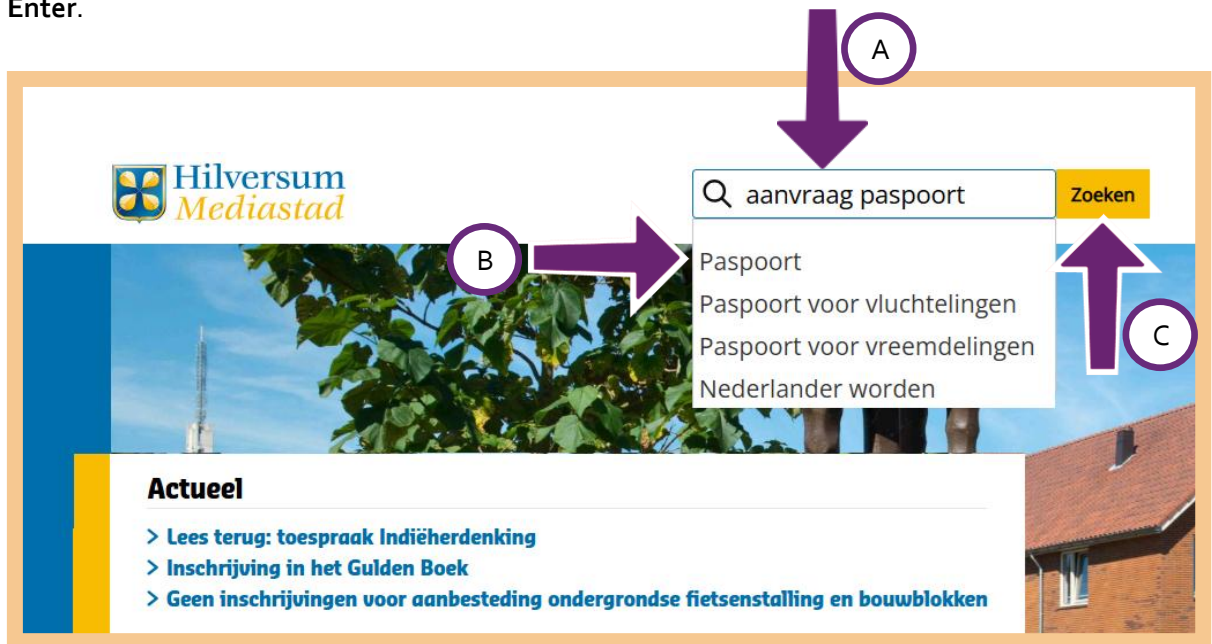 Enter.
A
Hilversum
Mediastad
aanvraag paspoort
Zoeken
B
Paspoort
Paspoort voor vluchtelingen
Paspoort voor vreemdelingen
Nederlander worden
C
Actueel
> Lees terug: toespraak Indiëherdenking
> Inschrijving in het Gulden Boek
> Geen inschrijvingen voor aanbesteding ondergrondse fietsenstalling en bouwblokken